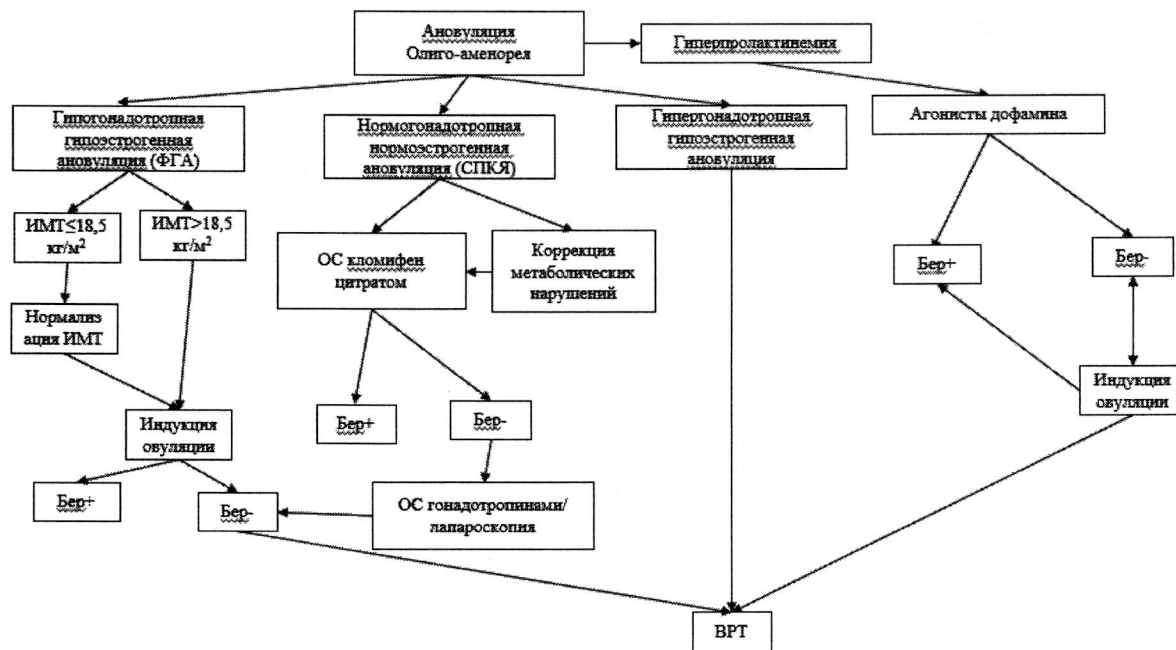 Ановуляция
Олиго-аменорея
Гиперпролактинемия
Гипогонадотропная
гипоэстрогенная
ановуляция (ФГА)
Нормогонадотропная
нормоэстрогенная
ановуляция (СПКЯ)
Гипергонадотропная
гипоэстрогенная
ановуляция
Агонисты дофамина
ИМТ≤18,5
кг/м²
ИМТ>18,5
кг/м²
ОС кломифен
цитратом
Коррекция
метаболических
нарушений
Бер+
Бер-
Нормализ
ация ИМТ
Индукция
овуляции
Бер+
Бер-
Индукция
овуляции
Бер+
Бер-
ОС гонадотропинами/
лапароскопия
ВРТ